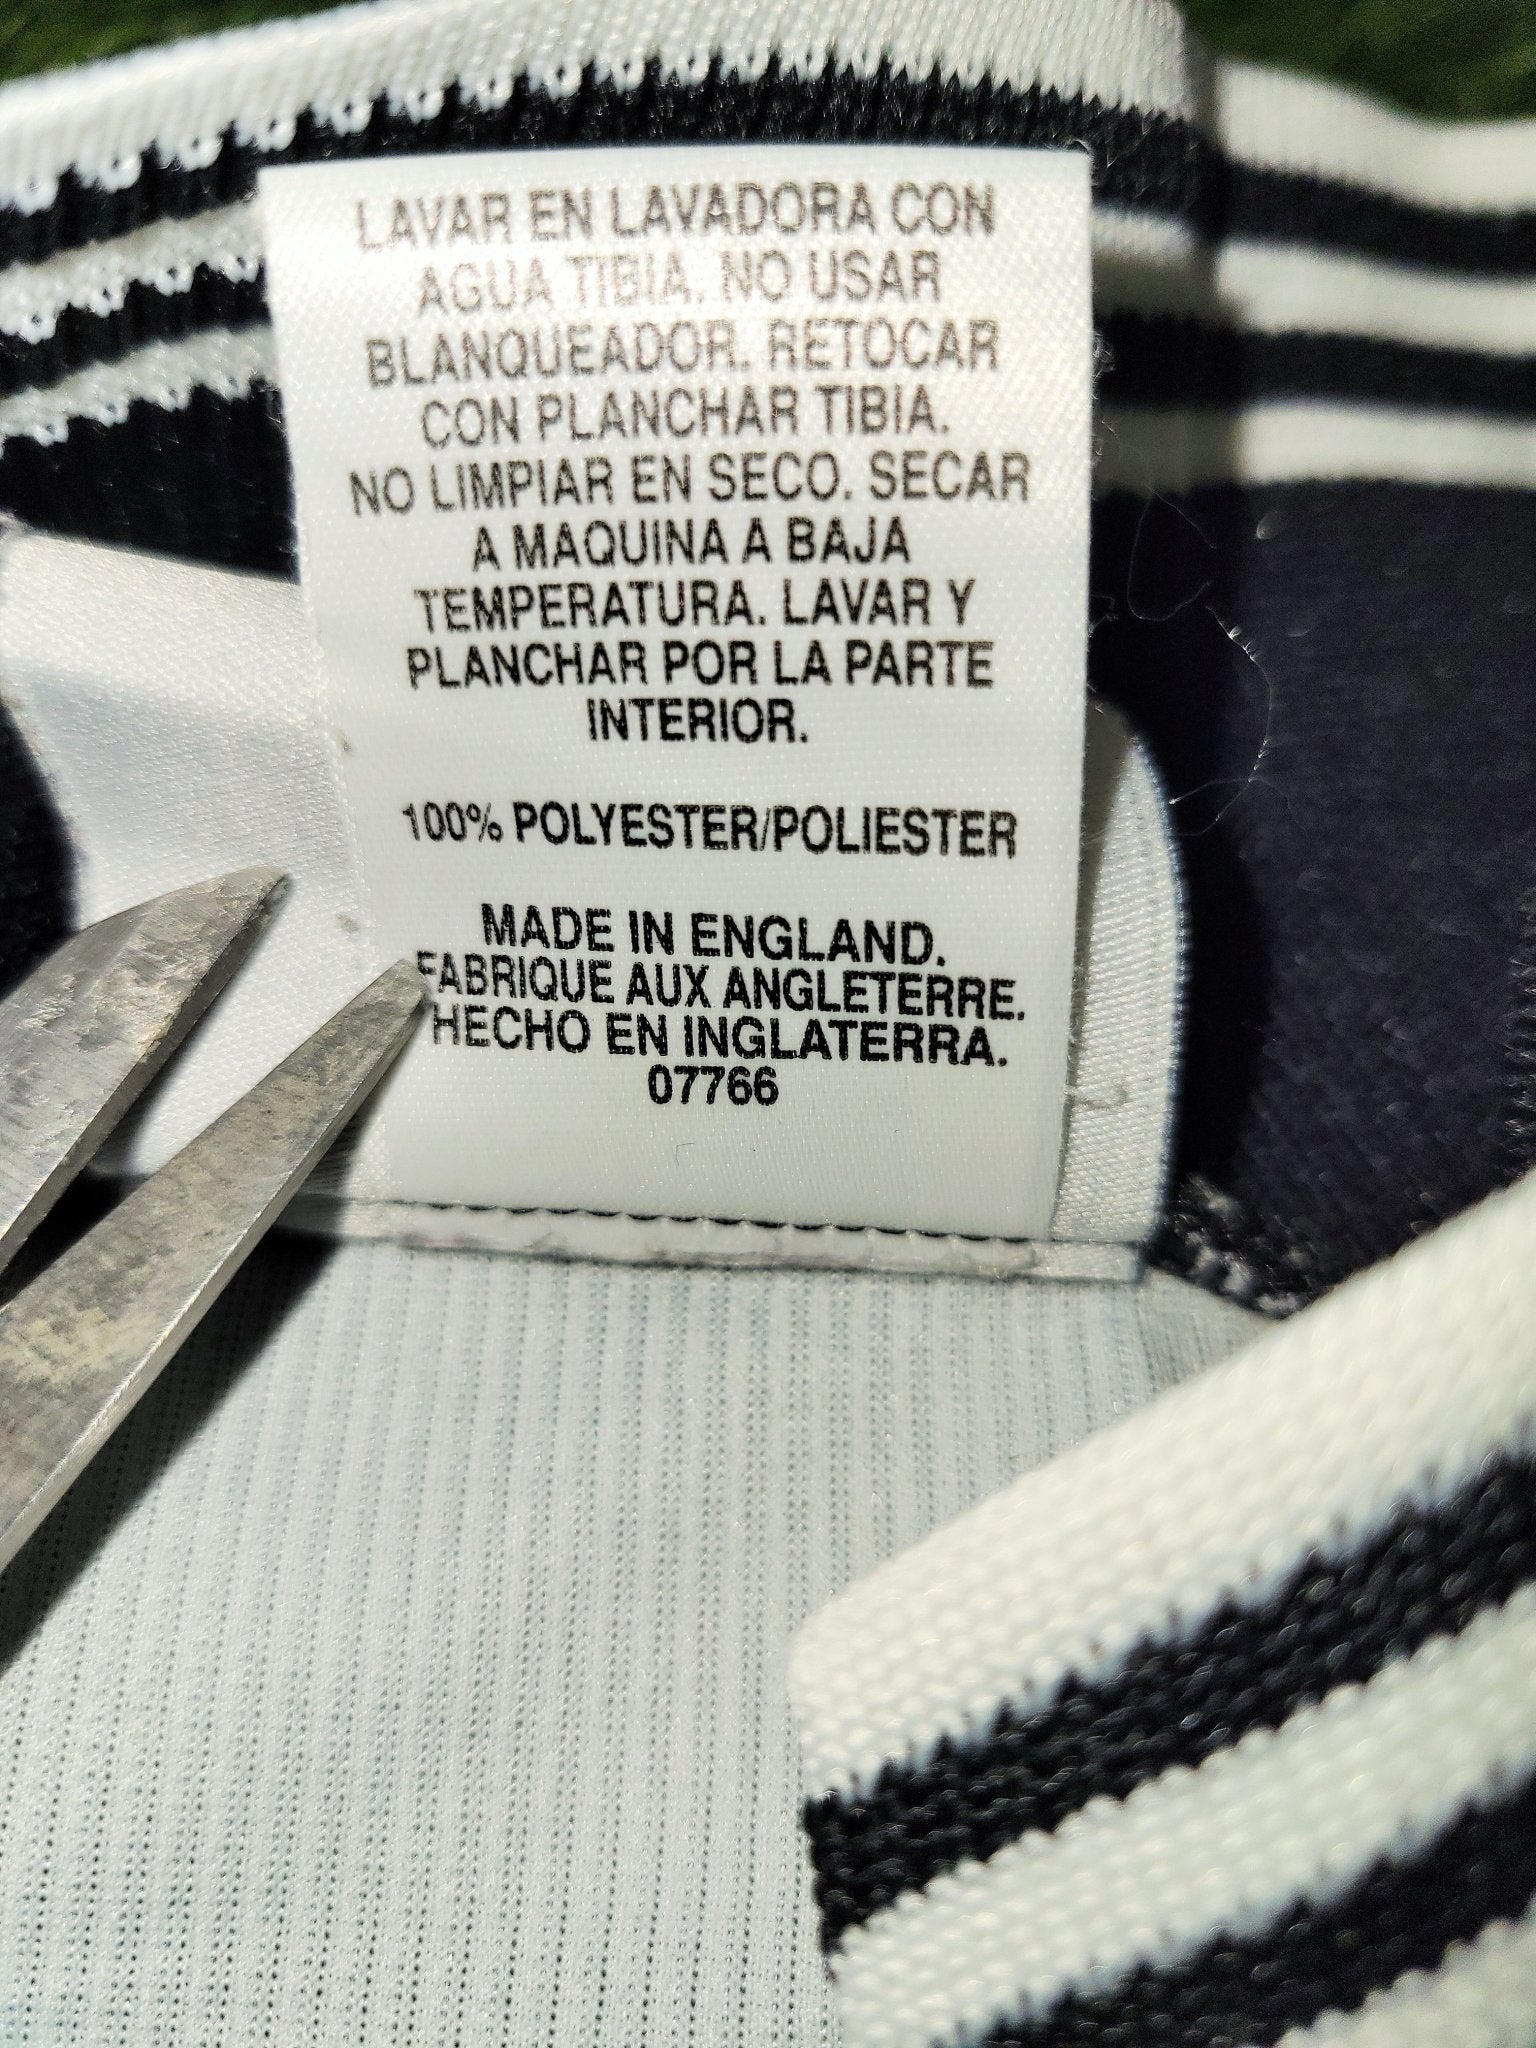 LAVAR EN LAVADORA CON
AGUA TIBIA. NO USAR
BLANQUEADOR. RETOCAR
CON PLANCHAR TIBIA.
NO LIMPIAR EN SECO. SECAR
A MAQUINA A BAJA
TEMPERATURA. LAVAR Y
PLANCHAR POR LA PARTE
INTERIOR.
100% POLYESTER/POLIESTER
MADE IN ENGLAND.
FABRIQUE AUX ANGLETERRE.
HECHO EN INGLATERRA.
07766